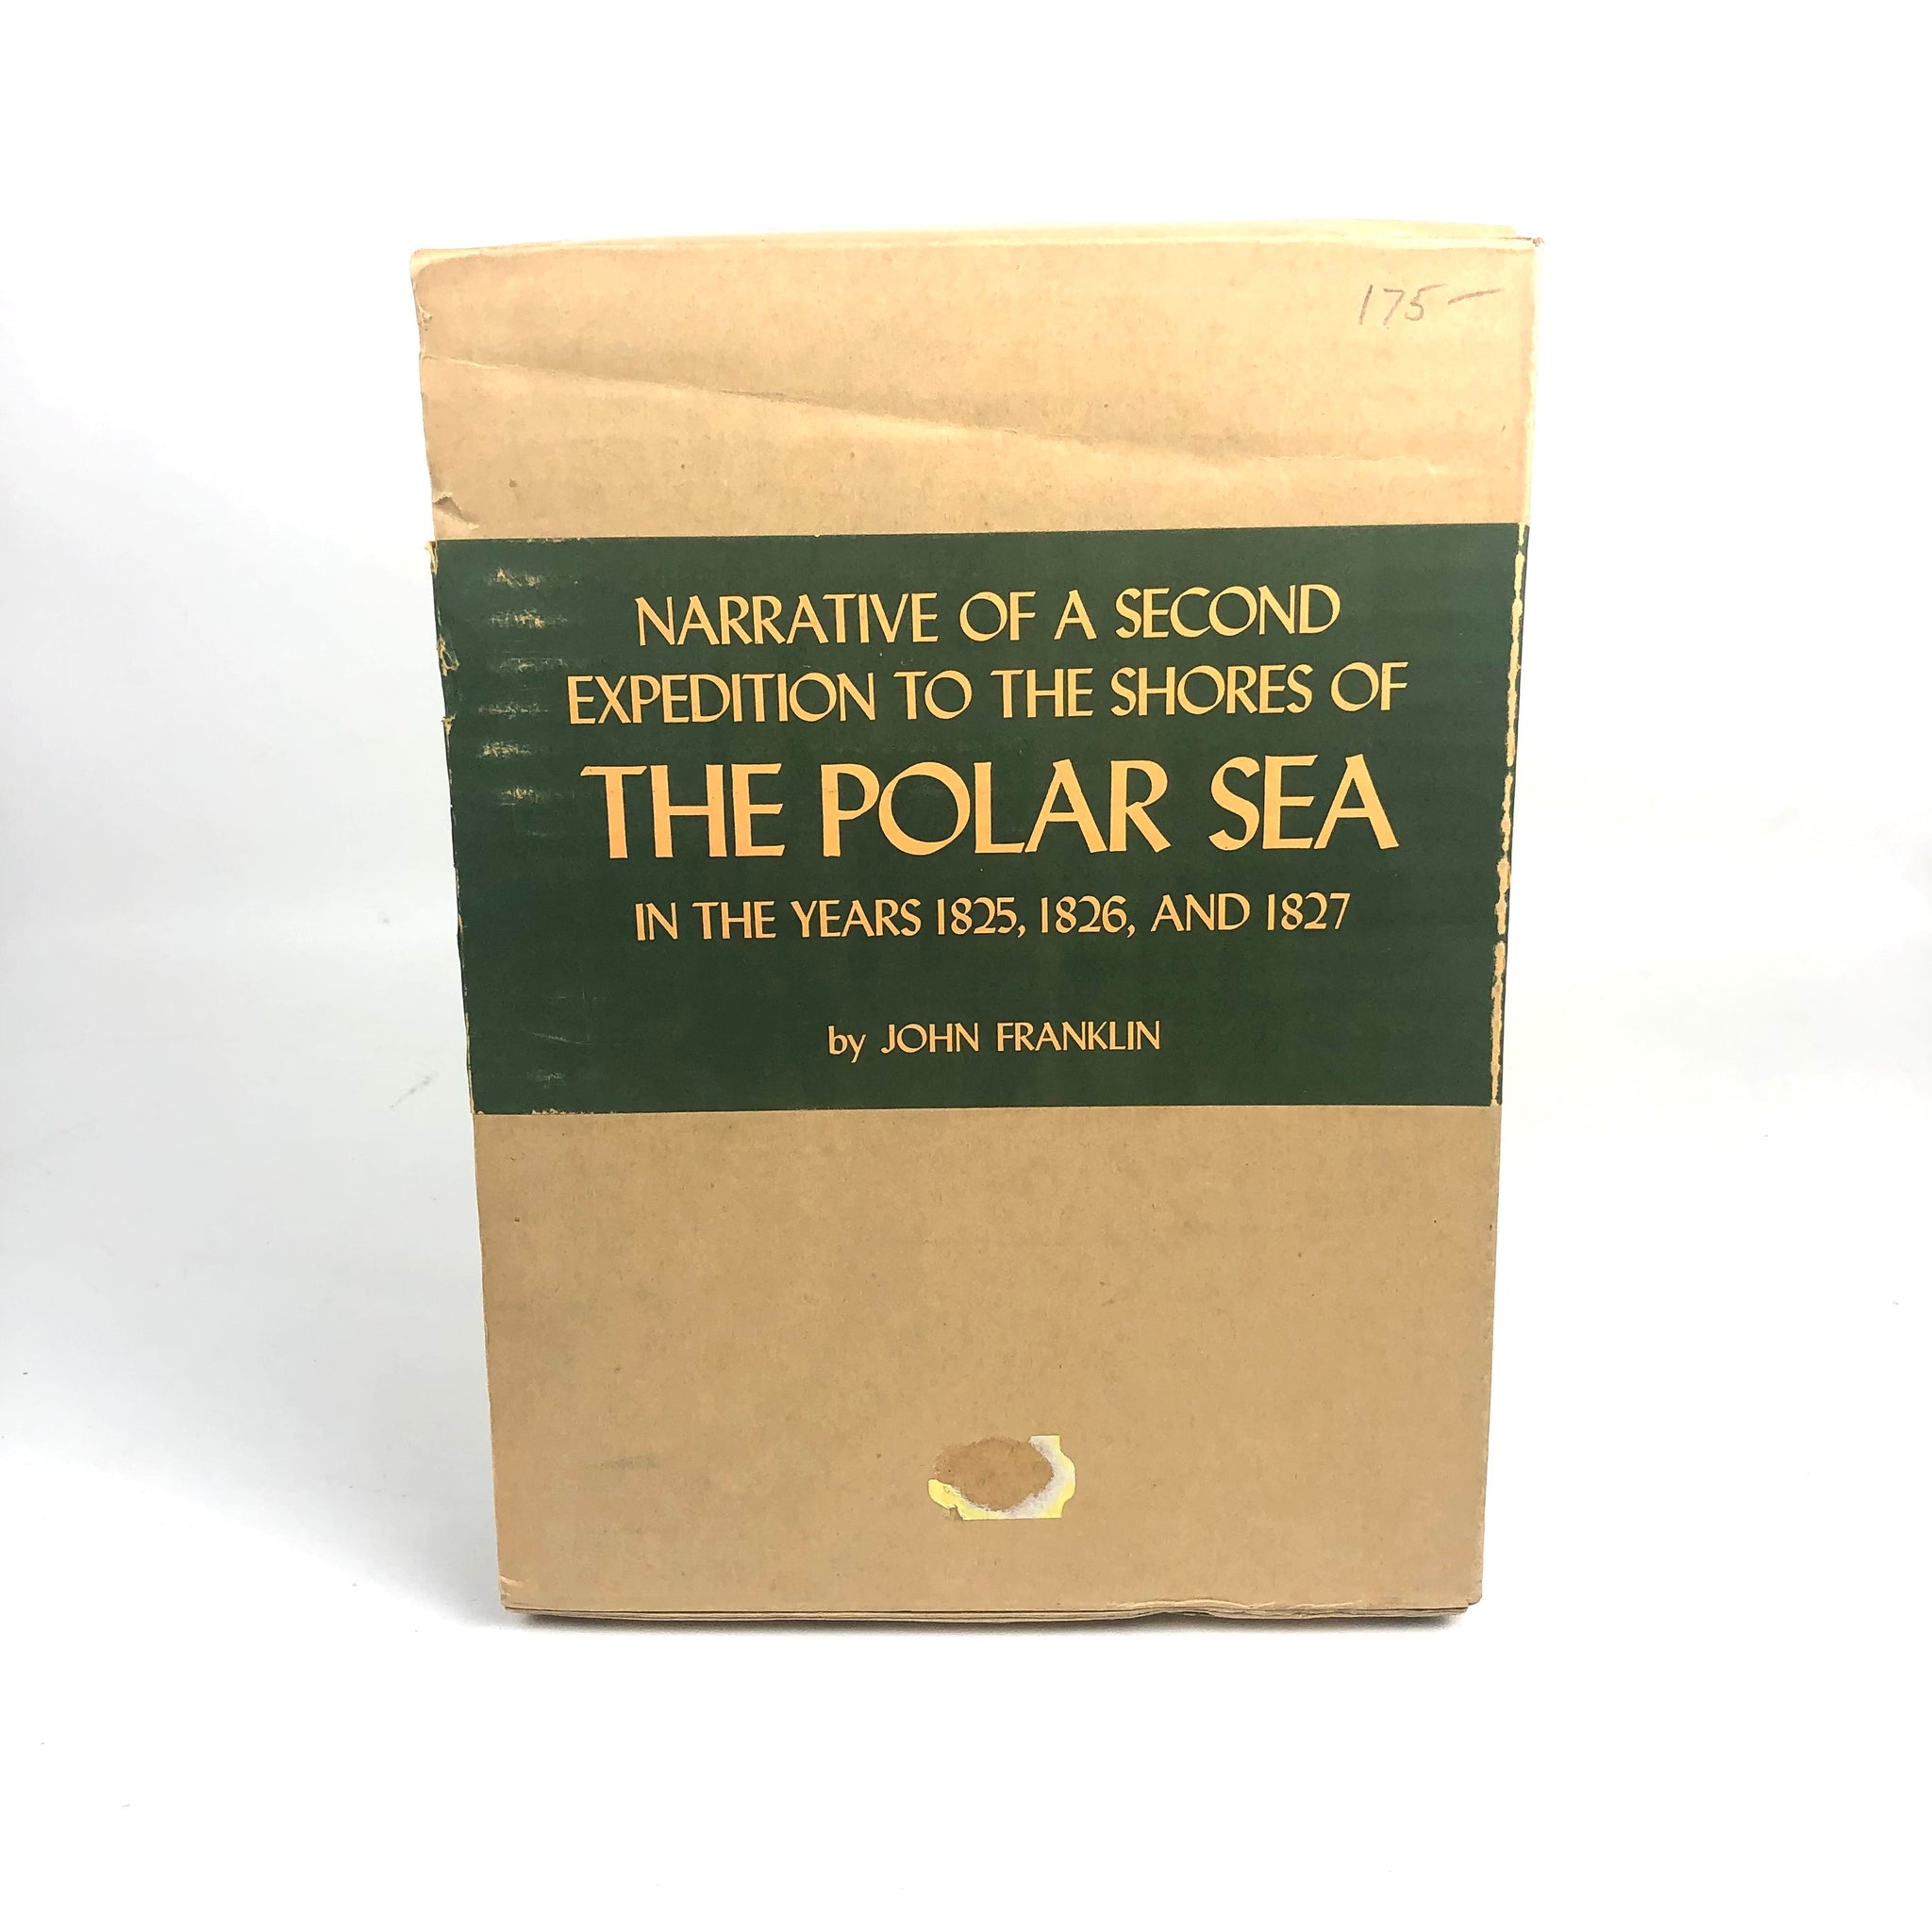 175-
NARRATIVE OF A SECOND
EXPEDITION TO THE SHORES OF
THE POLAR SEA
IN THE YEARS 1825, 1826, AND 1827
by JOHN FRANKLIN